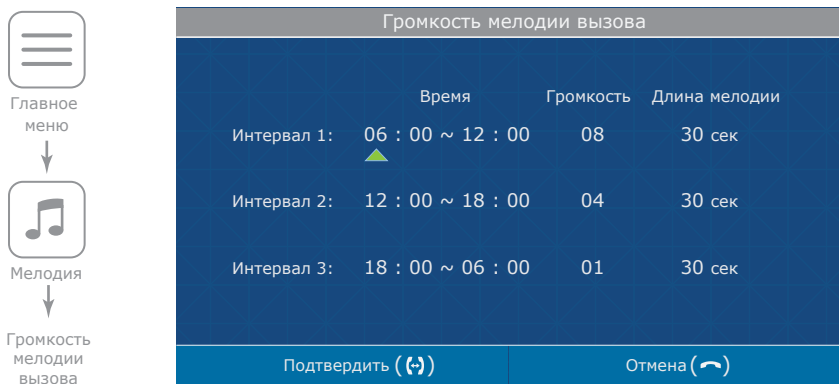 Главное
меню
Мелодия
Громкость
мелодии
вызова
Громкость мелодии вызова
Время Громкость Длина мелодии
Интервал 1: 06 : 00 ~ 12 : 00 08 30 сек
Интервал 2: 12 : 00 ~ 18 : 00 04 30 сек
Интервал 3: 18 : 00 ~ 06 : 00 01 30 сек
Подтвердить ( ) Отмена ( )